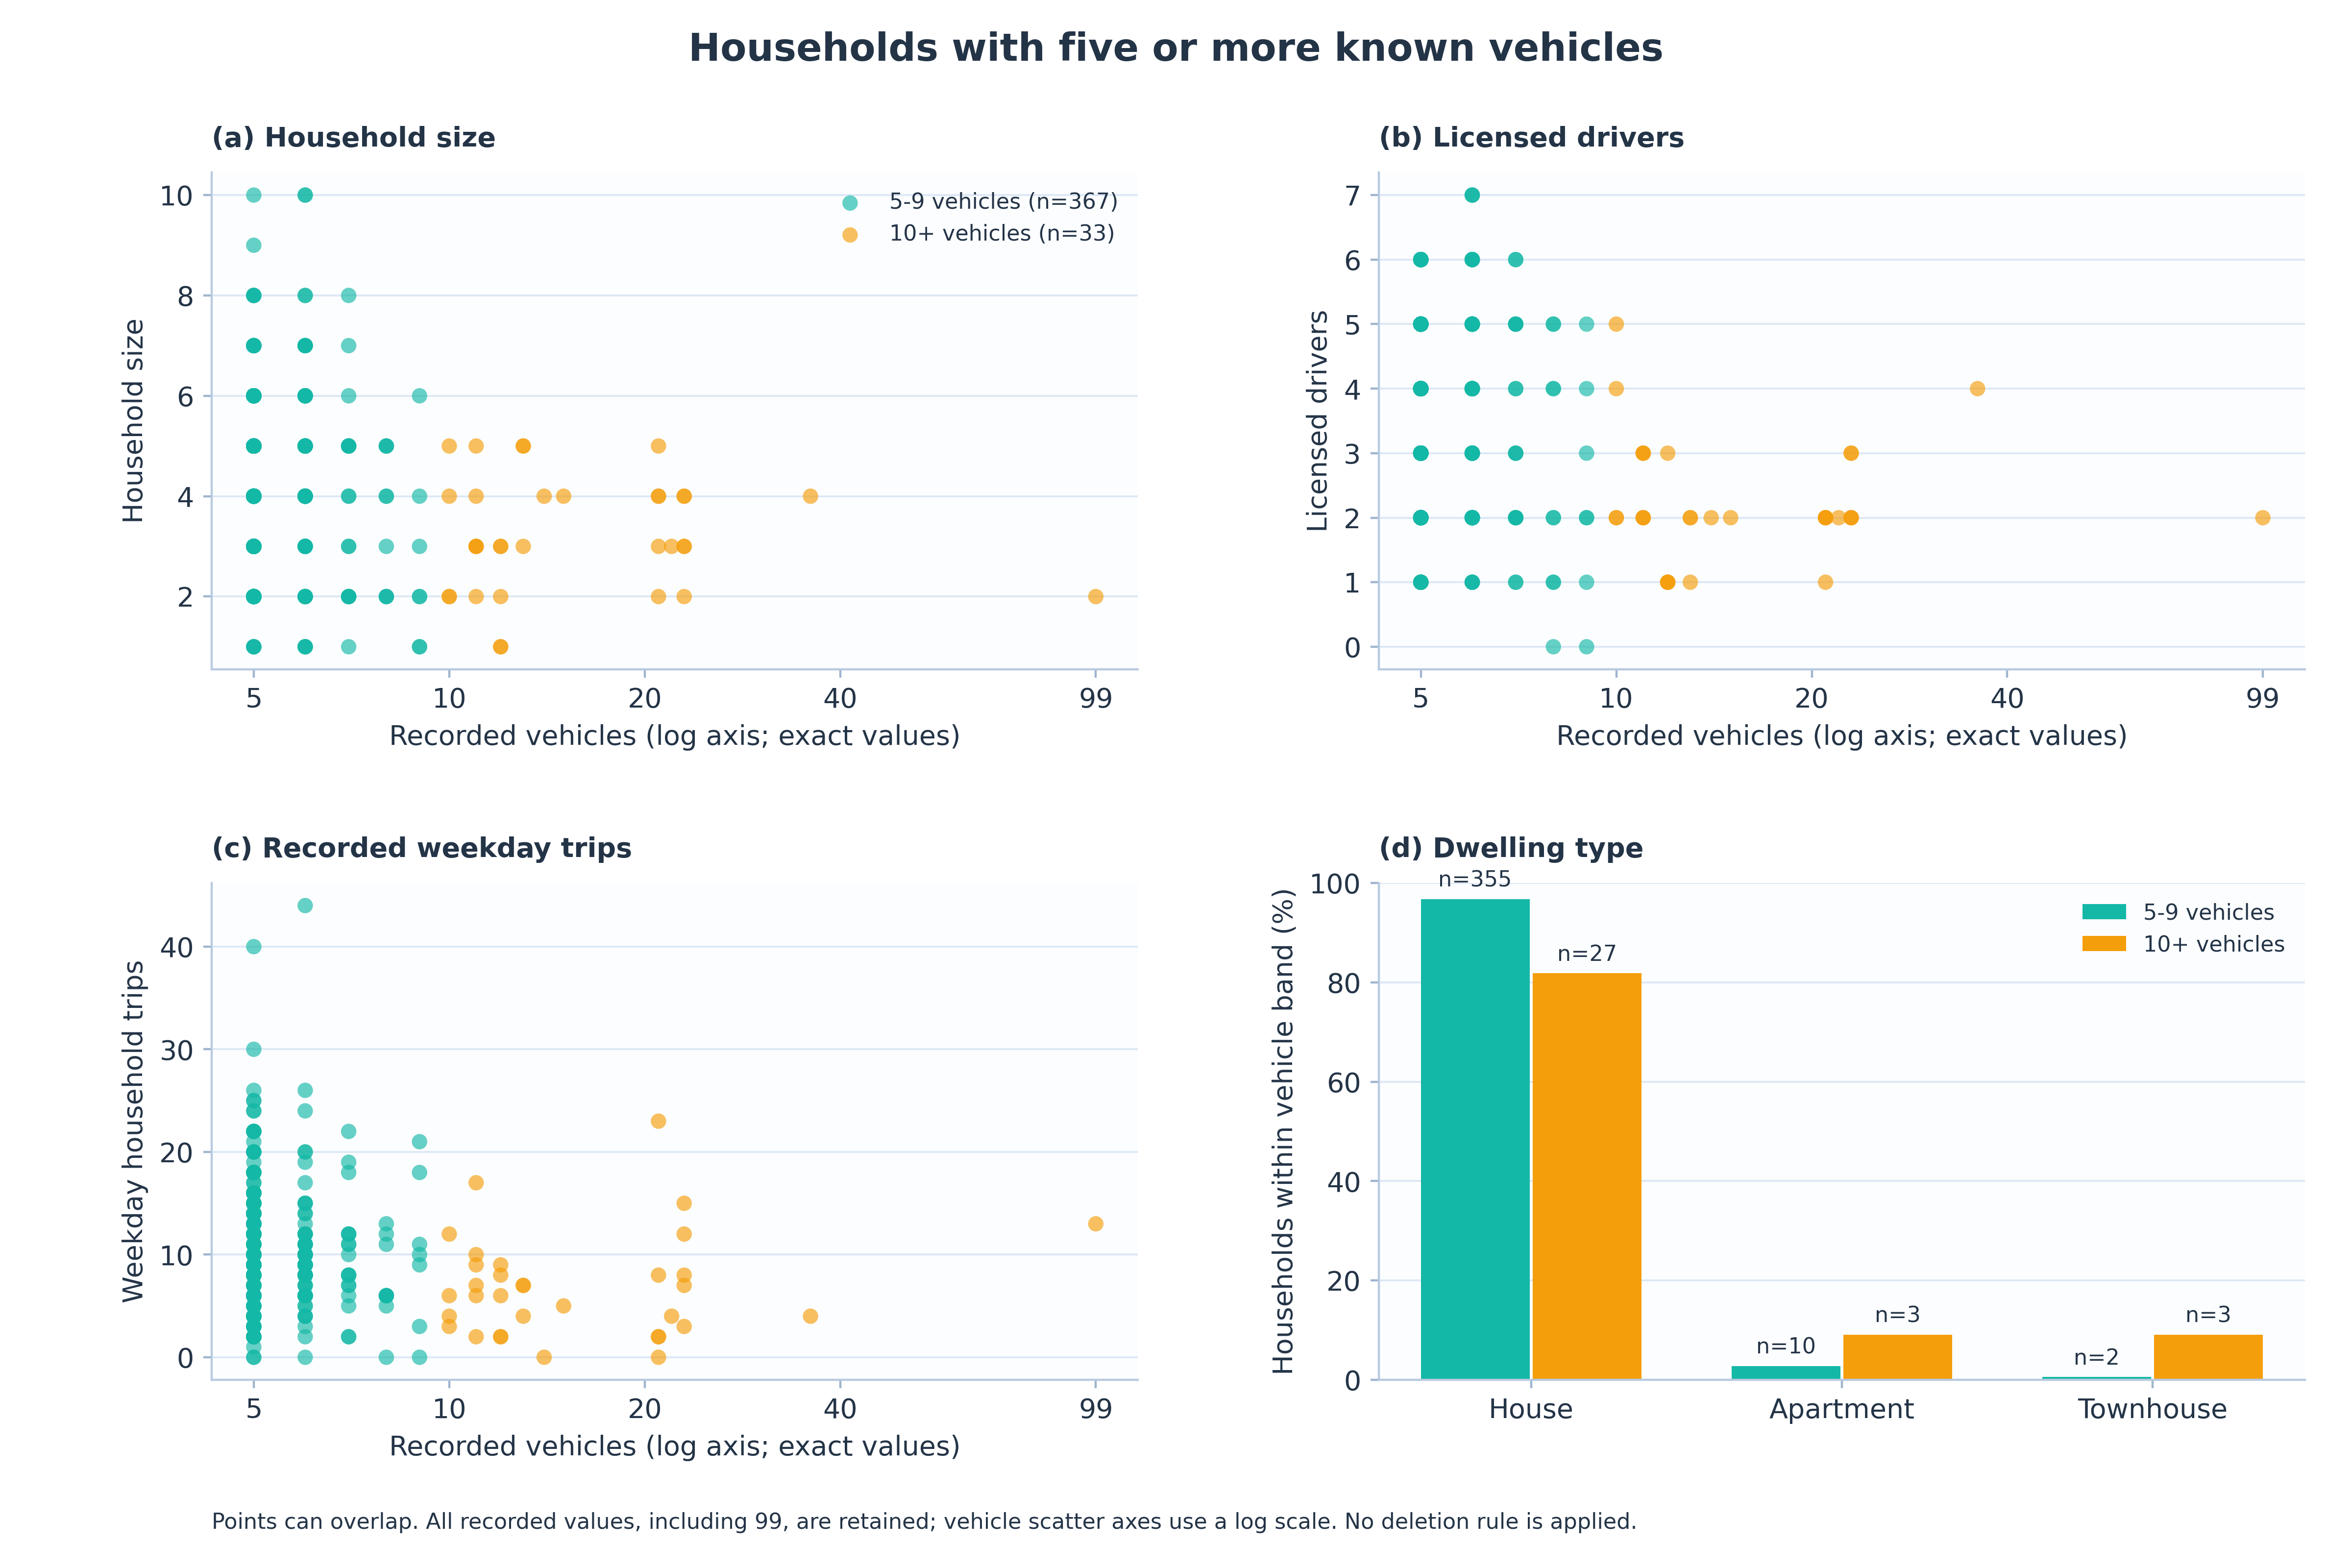 Households with five or more known vehicles
(a) Household size
Household size
10
8
6
4
2
5-9 vehicles (n=367)
10+ vehicles (n=33)
5 10 20 40 99
Recorded vehicles (log axis; exact values)
(b) Licensed drivers
Licensed drivers
7
6
5
4
3
2
1
0
5 10 20 40 99
Recorded vehicles (log axis; exact values)
(c) Recorded weekday trips
Weekday household trips
40
30
20
10
0
5 10 20 40 99
Recorded vehicles (log axis; exact values)
(d) Dwelling type
Households within vehicle band (%)
100
80
60
40
20
0
n=355
n=27
n=10
n=3
n=2
n=3
5-9 vehicles
10+ vehicles
House Apartment Townhouse
Points can overlap. All recorded values, including 99, are retained; vehicle scatter axes use a log scale. No deletion rule is applied.